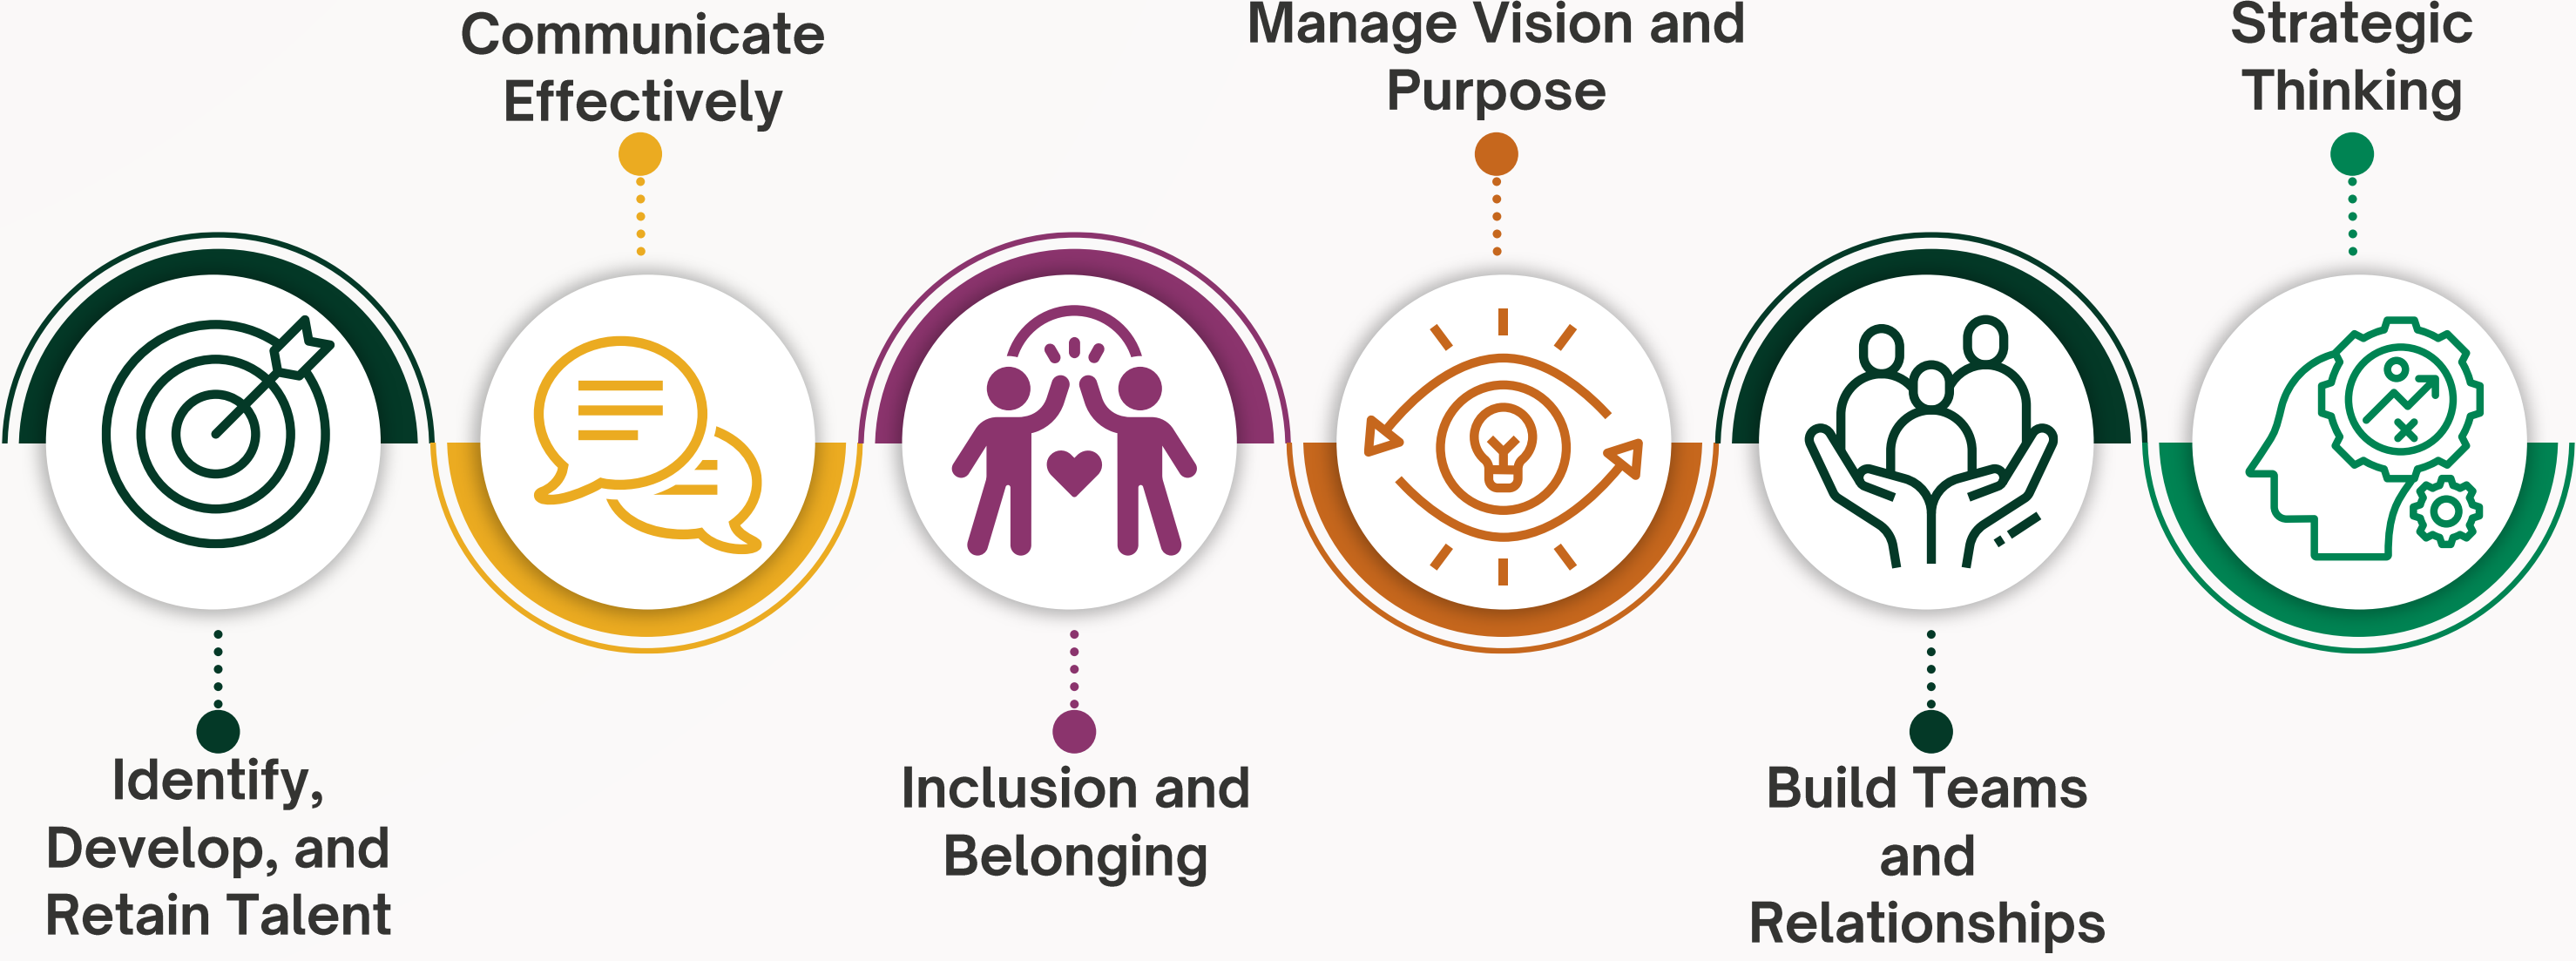 Communicate
Effectively
Manage Vision and
Purpose
Strategic
Thinking
Identify,
Develop, and
Retain Talent
Inclusion and
Belonging
Build Teams
and
Relationships